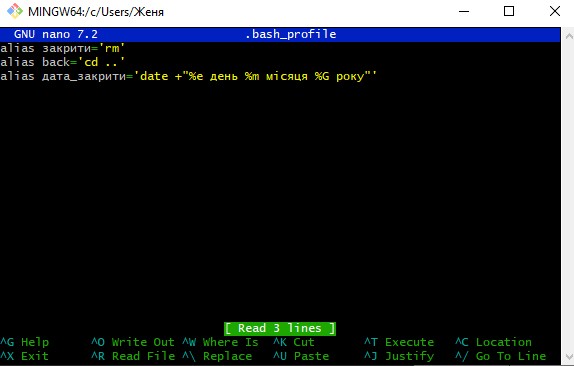 MINGW64:/c/Users/Женя
GNU nano 7.2 .bash_profile
alias закрити='rm'
alias back='cd ..'
alias дата_закрити='date +"%e день %m місяця %G року"'
[ Read 3 lines ]
^G Help ^O Write Out ^W Where Is ^K Cut ^T Execute ^C Location
^X Exit ^R Read File ^\ Replace ^U Paste ^J Justify ^/ Go To Line